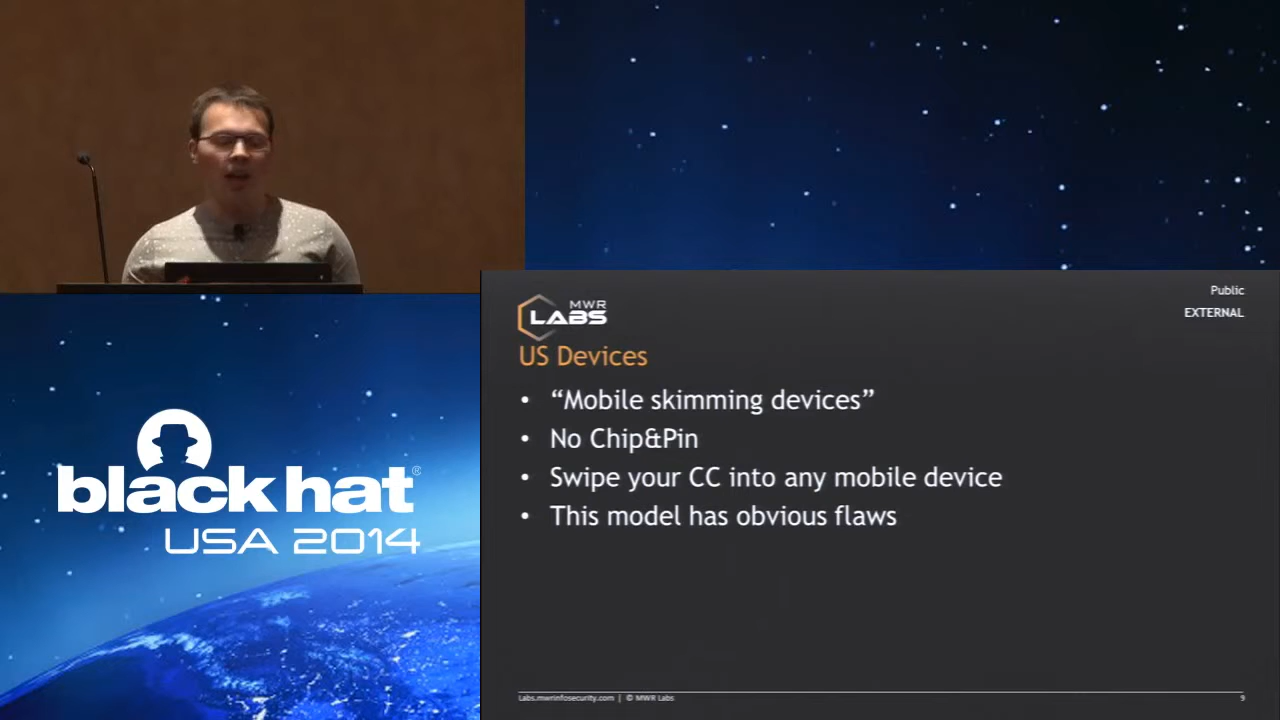 black hat®
USA 2014
MWR
LABS
Public
EXTERNAL
US Devices
• “Mobile skimming devices”
• No Chip&Pin
• Swipe your CC into any mobile device
• This model has obvious flaws
Labs.mwrinfosecurity.com | © MWR Labs
9